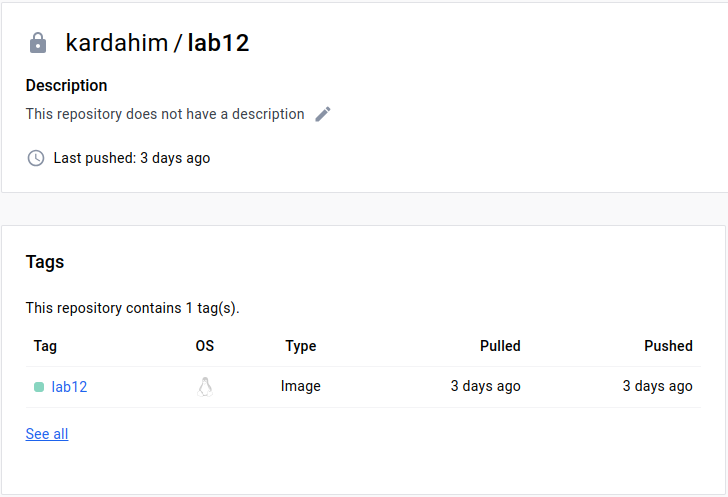 kardahim / lab12
Description
This repository does not have a description
Last pushed: 3 days ago
Tags
This repository contains 1 tag(s).
Tag OS Type Pulled Pushed
lab12 Image 3 days ago 3 days ago
See all